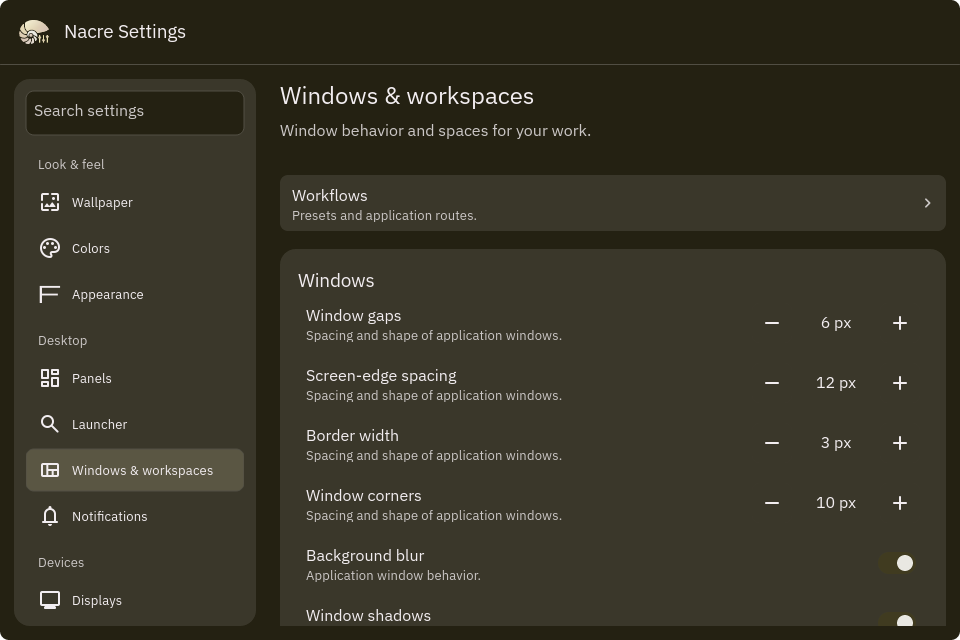 Nacre Settings
Search settings
Look & feel
Wallpaper
Colors
Appearance
Desktop
Panels
Launcher
Windows & workspaces
Notifications
Devices
Displays
Windows & workspaces
Window behavior and spaces for your work.
Workflows
Presets and application routes.
Windows
Window gaps
Spacing and shape of application windows.
6 px
Screen-edge spacing
Spacing and shape of application windows.
12 px
Border width
Spacing and shape of application windows.
3 px
Window corners
Spacing and shape of application windows.
10 px
Background blur
Application window behavior.
Window shadows